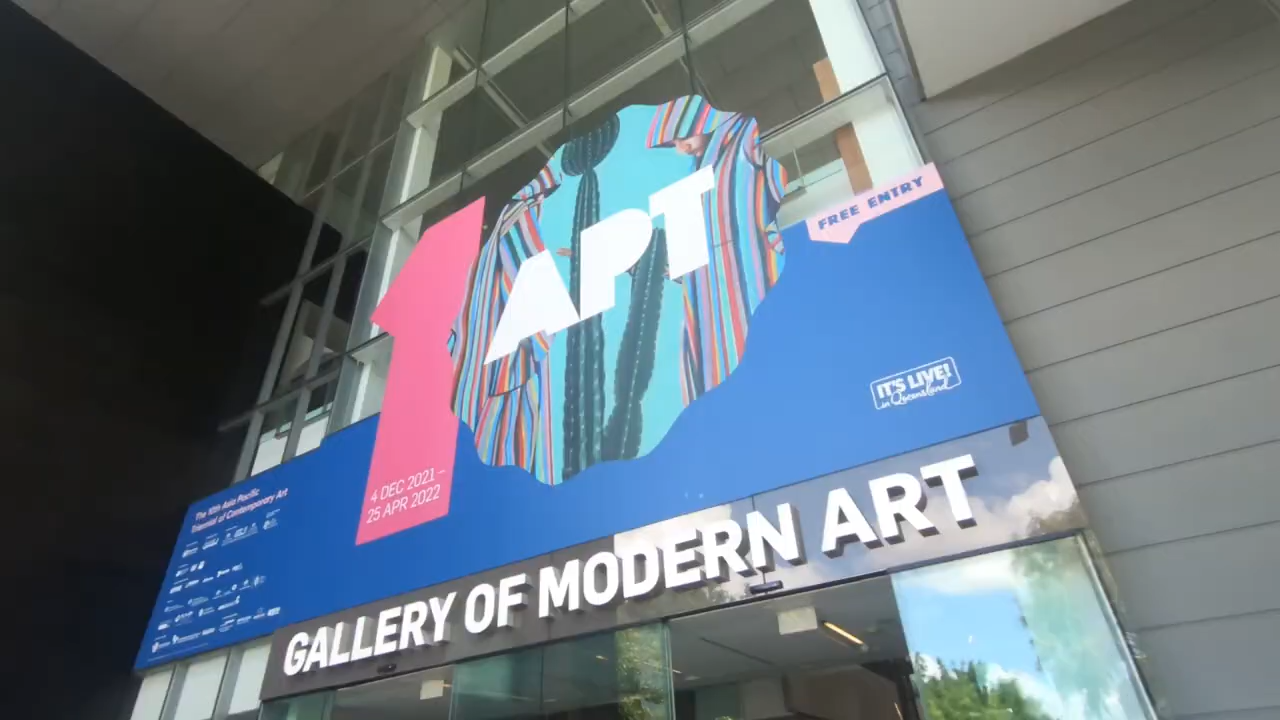 1
APT
FREE ENTRY
IT'S LIVE!
in Queensland
4 DEC 2021 –
25 APR 2022
The 10th Asia Pacific
Triennial of Contemporary Art
GALLERY OF MODERN ART